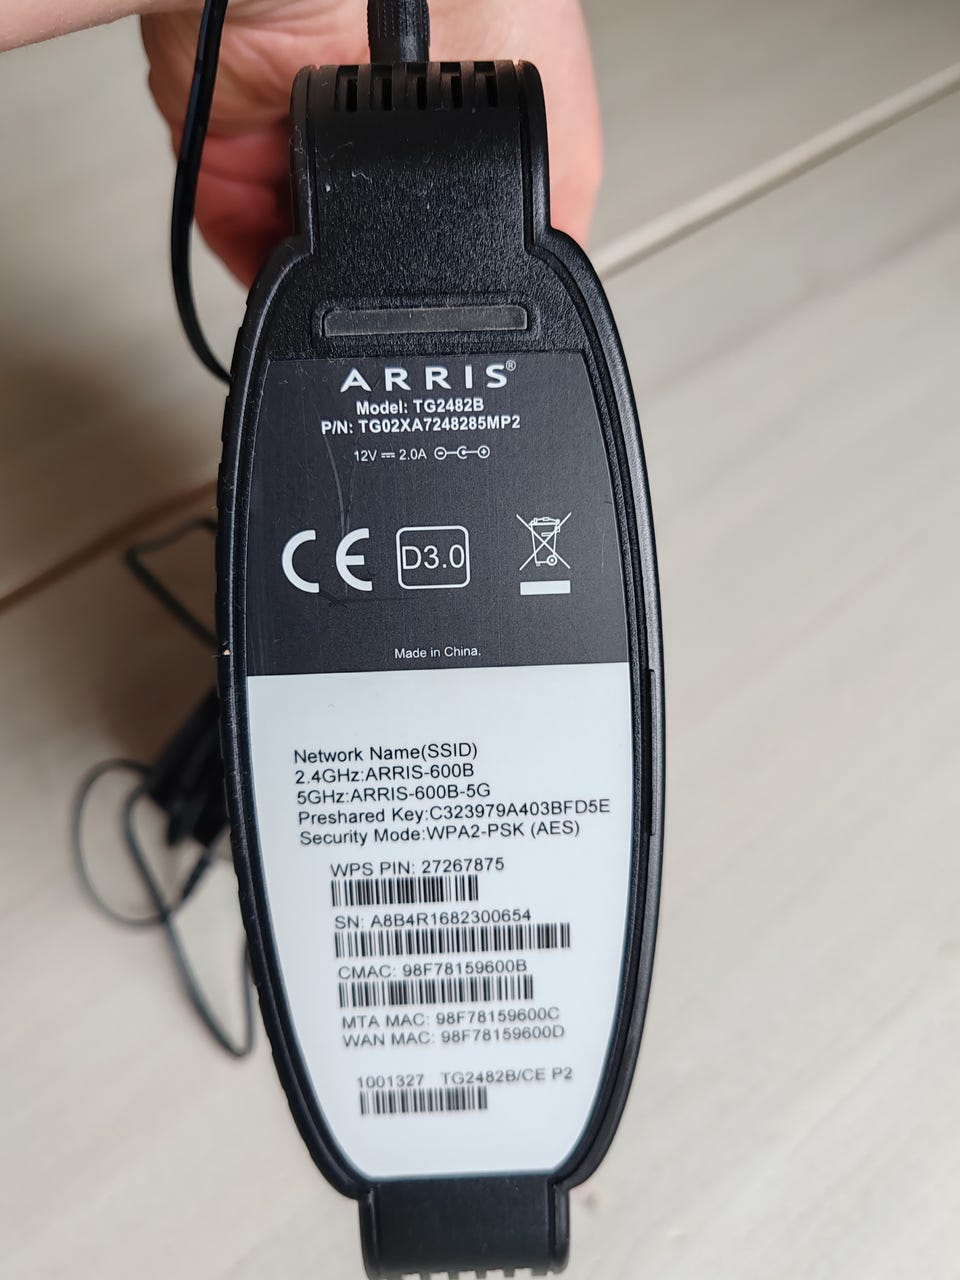 ARRIS®
Model: TG2482B
P/N: TG02XA7248285MP2
12V 2.0A
CE D3.0
Made in China.
Network Name(SSID)
2.4GHz:ARRIS-600B
5GHz:ARRIS-600B-5G
Preshared Key:C323979A403BFD5E
Security Mode:WPA2-PSK (AES)
WPS PIN: 27267875
SN: A8B4R1682300654
CMAC: 98F78159600B
MTA MAC: 98F78159600C
WAN MAC: 98F78159600D
1001327 TG2482B/CE P2